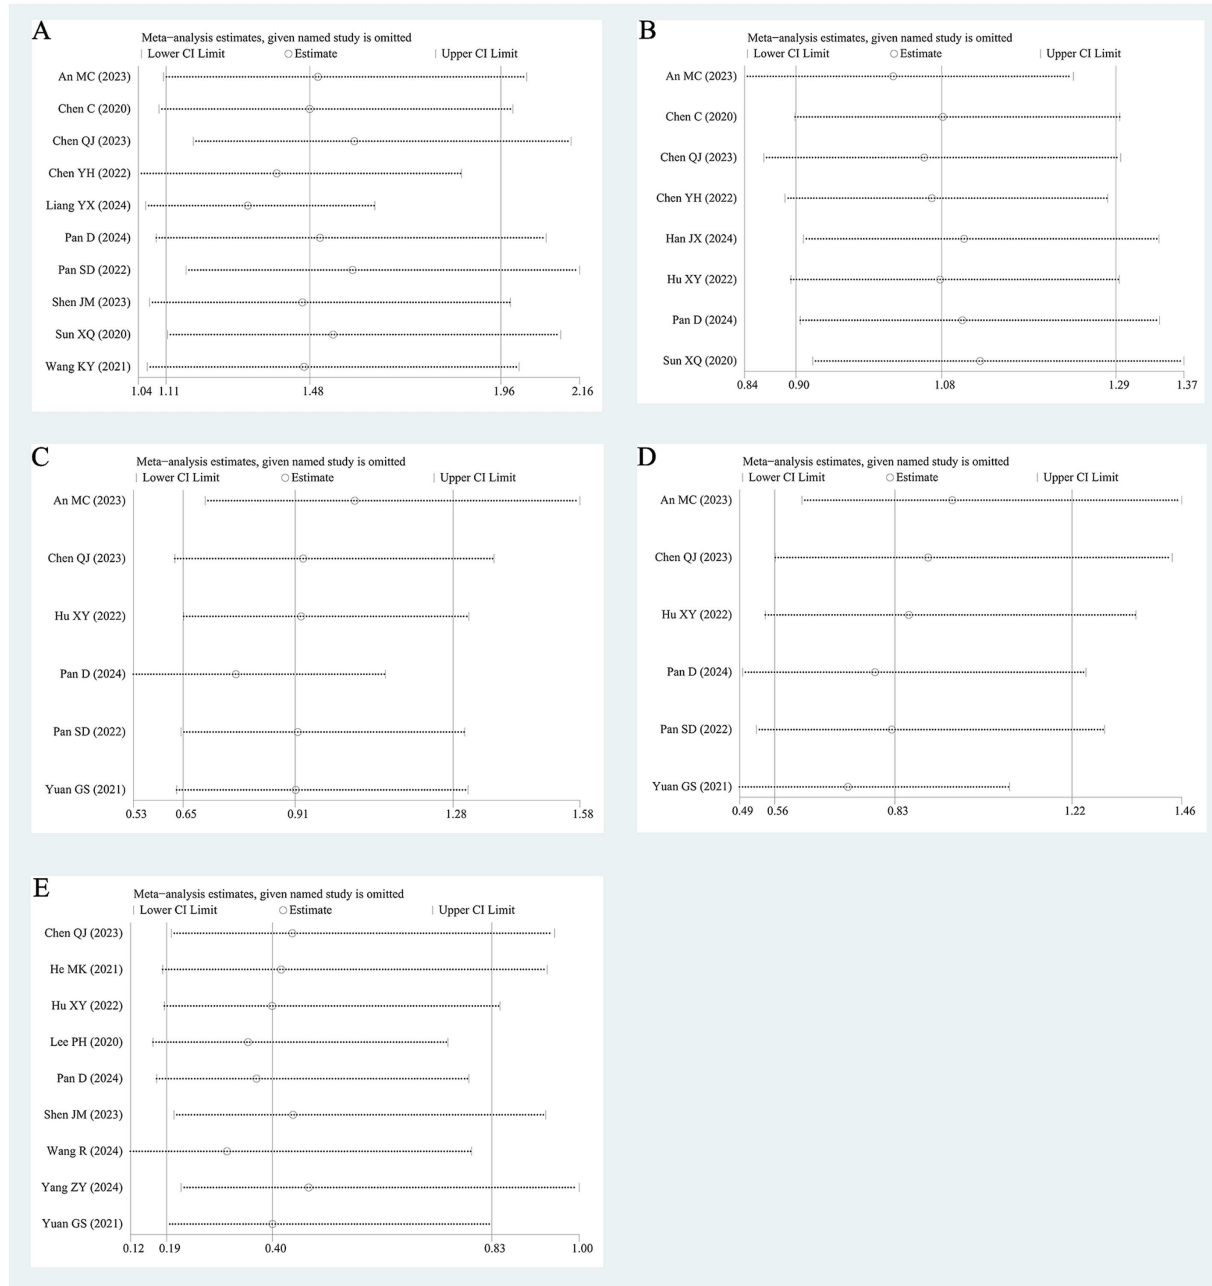 A
Meta−analysis estimates, given named study is omitted
| Lower CI Limit ○ Estimate | Upper CI Limit
An MC (2023)
Chen C (2020)
Chen QJ (2023)
Chen YH (2022)
Liang YX (2024)
Pan D (2024)
Pan SD (2022)
Shen JM (2023)
Sun XQ (2020)
Wang KY (2021)
1.04 1.11 1.48 1.96 2.16
B
Meta−analysis estimates, given named study is omitted
| Lower CI Limit ○ Estimate | Upper CI Limit
An MC (2023)
Chen C (2020)
Chen QJ (2023)
Chen YH (2022)
Han JX (2024)
Hu XY (2022)
Pan D (2024)
Sun XQ (2020)
0.84 0.90 1.08 1.29 1.37
C
Meta−analysis estimates, given named study is omitted
| Lower CI Limit ○ Estimate | Upper CI Limit
An MC (2023)
Chen QJ (2023)
Hu XY (2022)
Pan D (2024)
Pan SD (2022)
Yuan GS (2021)
0.53 0.65 0.91 1.28 1.58
D
Meta−analysis estimates, given named study is omitted
| Lower CI Limit ○ Estimate | Upper CI Limit
An MC (2023)
Chen QJ (2023)
Hu XY (2022)
Pan D (2024)
Pan SD (2022)
Yuan GS (2021)
0.49 0.56 0.83 1.22 1.46
E
Meta−analysis estimates, given named study is omitted
| Lower CI Limit ○ Estimate | Upper CI Limit
Chen QJ (2023)
He MK (2021)
Hu XY (2022)
Lee PH (2020)
Pan D (2024)
Shen JM (2023)
Wang R (2024)
Yang ZY (2024)
Yuan GS (2021)
0.12 0.19 0.40 0.83 1.00